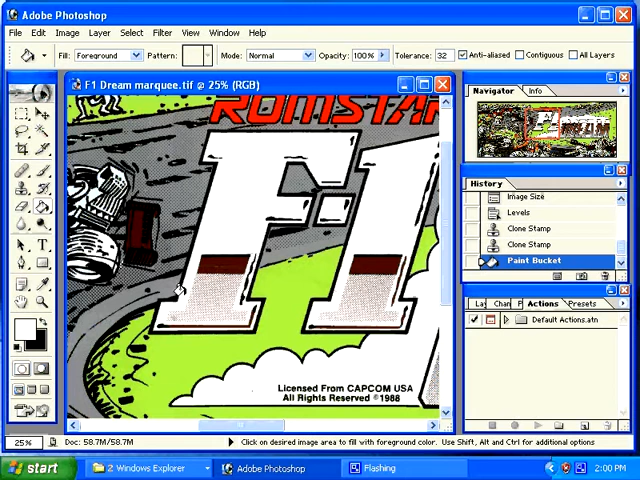 Adobe Photoshop
File Edit Image Layer Select Filter View Window Help
Fill: Foreground Pattern: Mode: Normal Opacity: 100% Tolerance: 32 Anti-aliased Contiguous All Layers
F1 Dream marquee.tif @ 25% (RGB)
Navigator Info
ROMSTAR
F1
History
Image Size
Levels
Clone Stamp
Clone Stamp
Paint Bucket
Actions Presets
Default Actions.atn
Licensed From CAPCOM USA
All Rights Reserved ©1988
25% Doc: 58.7M/58.7M Click on desired image area to fill with foreground color. Use Shift, Alt and Ctrl for additional options
start 2 Windows Explorer Adobe Photoshop Flashing 2:00 PM